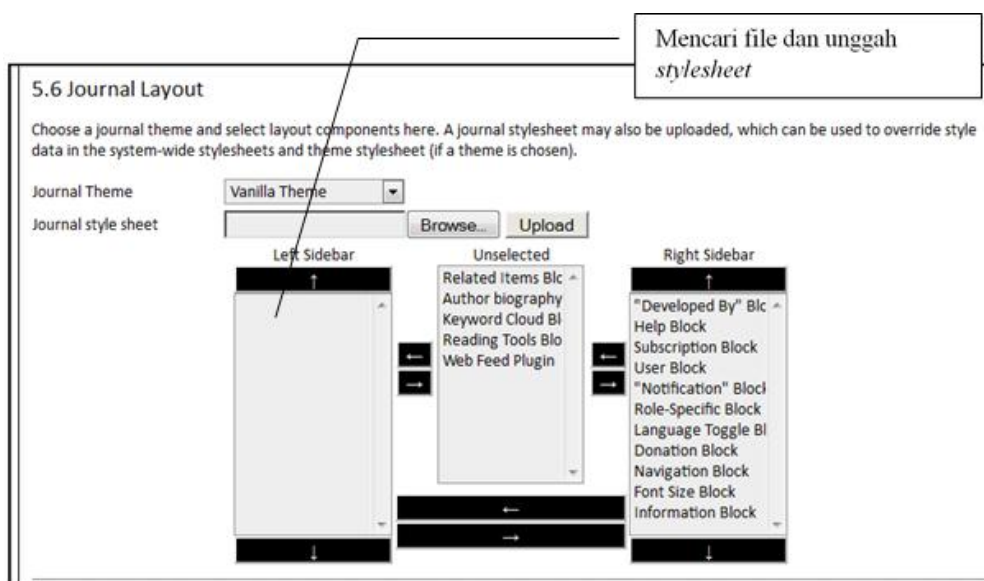 Mencari file dan unggah
stylesheet
5.6 Journal Layout
Choose a journal theme and select layout components here. A journal stylesheet may also be uploaded, which can be used to override style
data in the system-wide stylesheets and theme stylesheet (if a theme is chosen).
Journal Theme Vanilla Theme
Journal style sheet Browse... Upload
Left Sidebar Unselected Right Sidebar
↑ ↑
Related Items Blc
Author biography
Keyword Cloud Bl
Reading Tools Blo
Web Feed Plugin
← →
← →
← 
→
"Developed By" Blc
Help Block
Subscription Block
User Block
"Notification" Block
Role-Specific Block
Language Toggle Bl
Donation Block
Navigation Block
Font Size Block
Information Block
↓ ↓